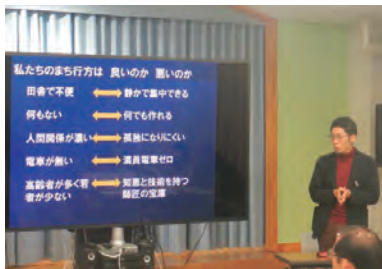 私たちのまち行方は 良いのか 悪いのか
田舎で不便 ⟷ 静かで集中できる
何もない ⟷ 何でも作れる
人間関係が濃い ⟷ 孤独になりにくい
電車が無い ⟷ 満員電車ゼロ
高齢者が多く若 ⟷ 知恵と技術を持つ
者が少ない 師匠の宝庫